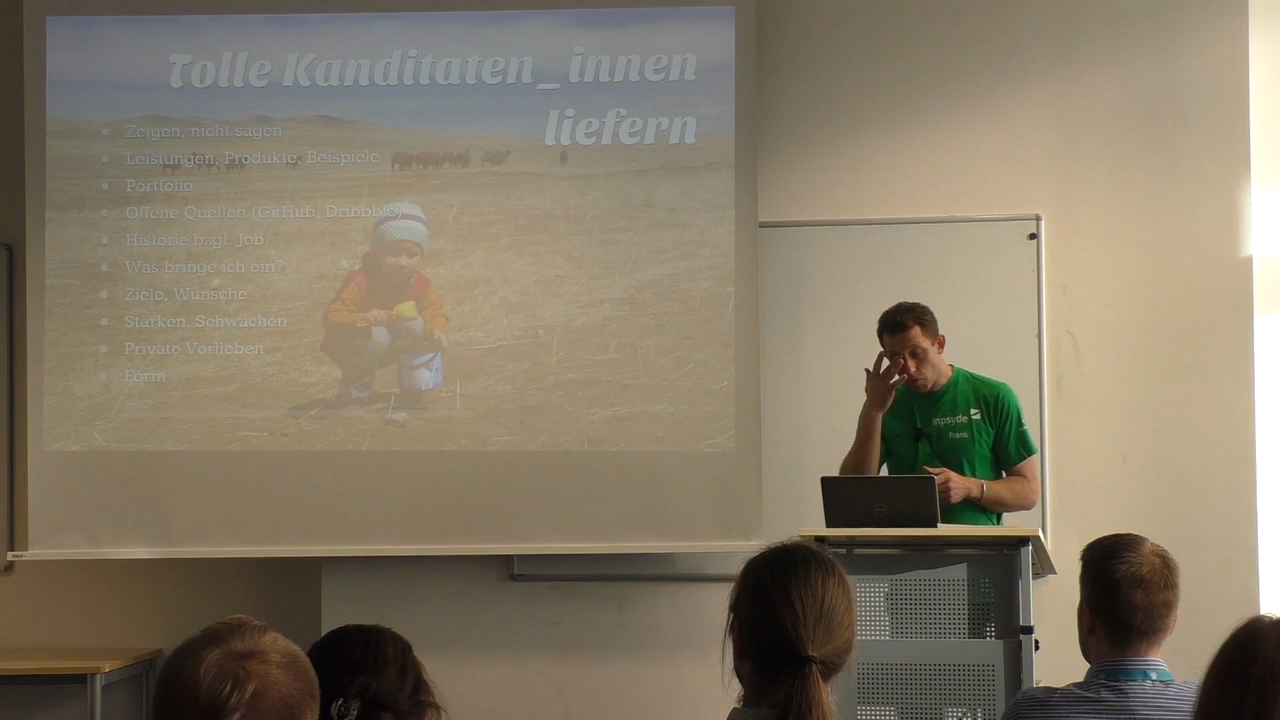 Tolle Kanditaten_innen
liefern
Zeigen, nicht sagen
Leistungen, Produkte, Beispiele
Portfolio
Offene Quellen (GitHub, Dribbble)
Historie bzgl. Job
Was bringe ich ein?
Ziele, Wünsche
Stärken, Schwächen
Private Vorlieben
Form
inpsyde
Frank